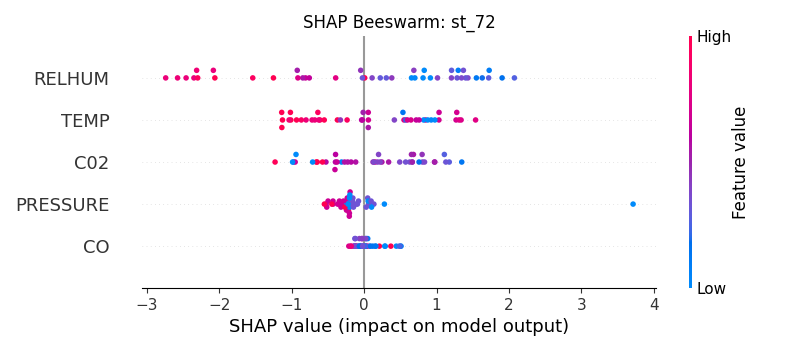 SHAP Beeswarm: st_72
High
RELHUM
TEMP
C02
PRESSURE
CO
Feature value
Low
−3 −2 −1 0 1 2 3 4
SHAP value (impact on model output)